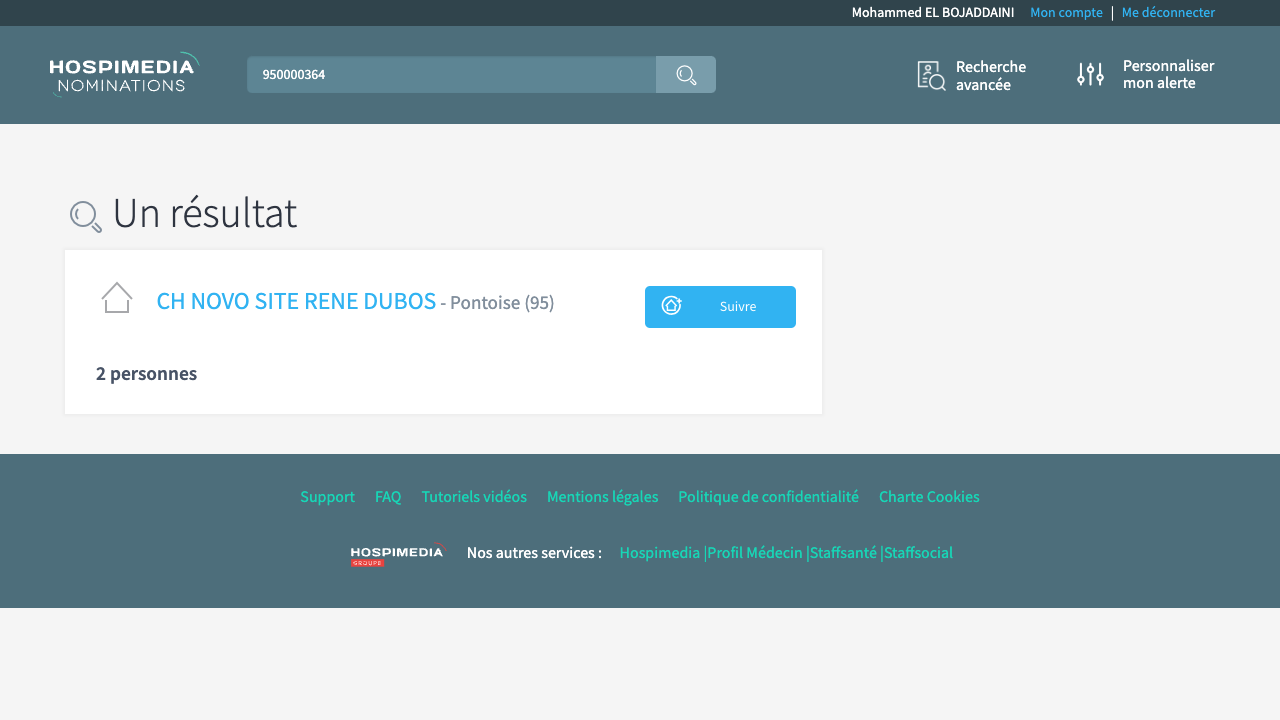 Mohammed EL BOJADDAINI Mon compte | Me déconnecter
HOSPIMEDIA
NOMINATIONS
950000364
Recherche
avancée
Personnaliser
mon alerte
Un résultat
CH NOVO SITE RENE DUBOS - Pontoise (95)
Suivre
2 personnes
Support FAQ Tutoriels vidéos Mentions légales Politique de confidentialité Charte Cookies
HOSPIMEDIA
GROUPE
Nos autres services : Hospimedia |Profil Médecin |Staffsanté |Staffsocial